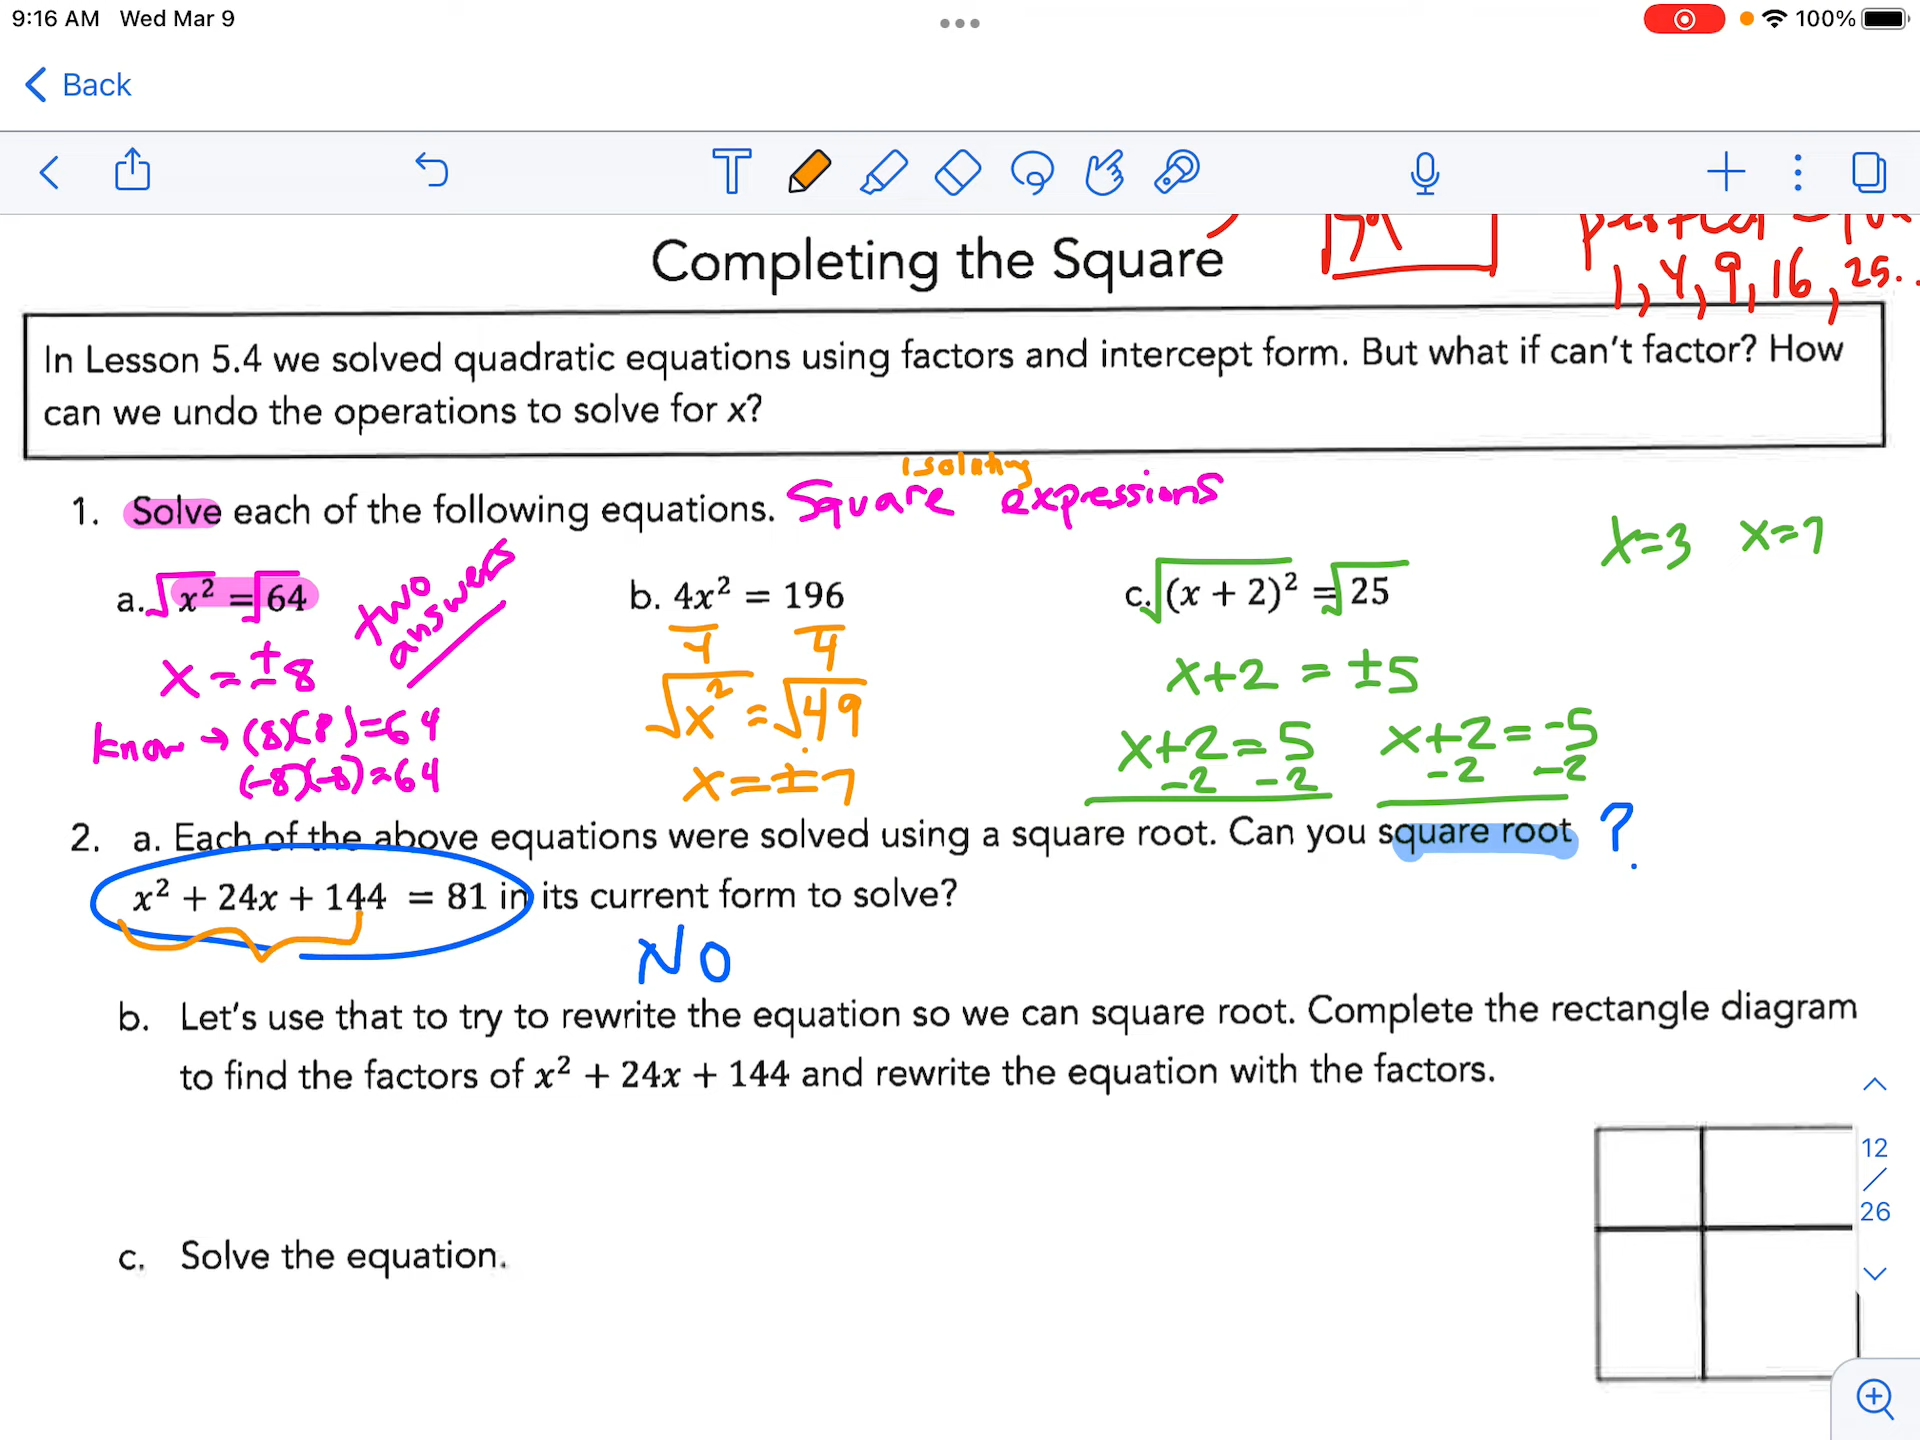 9:16 AM Wed Mar 9
100%
Back
Completing the Square
1, 4, 9, 16, 25..
In Lesson 5.4 we solved quadratic equations using factors and intercept form. But what if can't factor? How
can we undo the operations to solve for x?
isolating
1. Solve each of the following equations. Square expressions
x=3 x=7
a. √x² = √64
two answers
b. 4x² = 196
c. √(x + 2)² = √25
x = ±8
4 4
x+2 = ±5
know → (8)(8)=64
√x² = √49
x+2=5 x+2=-5
(-8)(-8)=64
x=±7
-2 -2 -2 -2
2. a. Each of the above equations were solved using a square root. Can you square root ?
x² + 24x + 144 = 81 in its current form to solve?
NO
b. Let's use that to try to rewrite the equation so we can square root. Complete the rectangle diagram
to find the factors of x² + 24x + 144 and rewrite the equation with the factors.
12
/
26
c. Solve the equation.